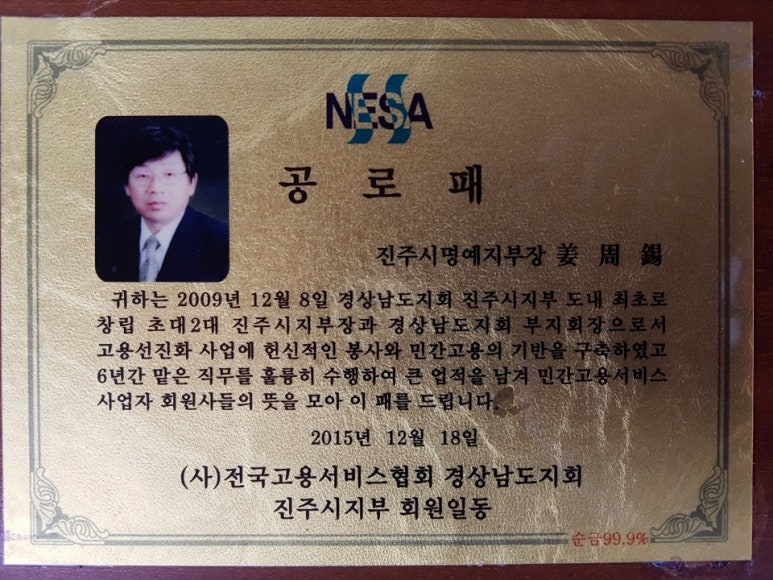 NESA
공 로 패
진주시명예지부장 姜 周 錫
귀하는 2009년 12월 8일 경상남도지회 진주시지부 도내 최초로
창립 초대2대 진주시지부장과 경상남도지회 부지회장으로서
고용선진화 사업에 헌신적인 봉사와 민간고용의 기반을 구축하였고
6년간 맡은 직무를 훌륭히 수행하여 큰 업적을 남겨 민간고용서비스
사업자 회원사들의 뜻을 모아 이 패를 드립니다.
2015년 12월 18일
(사)전국고용서비스협회 경상남도지회
진주시지부 회원일동
순금99.9%